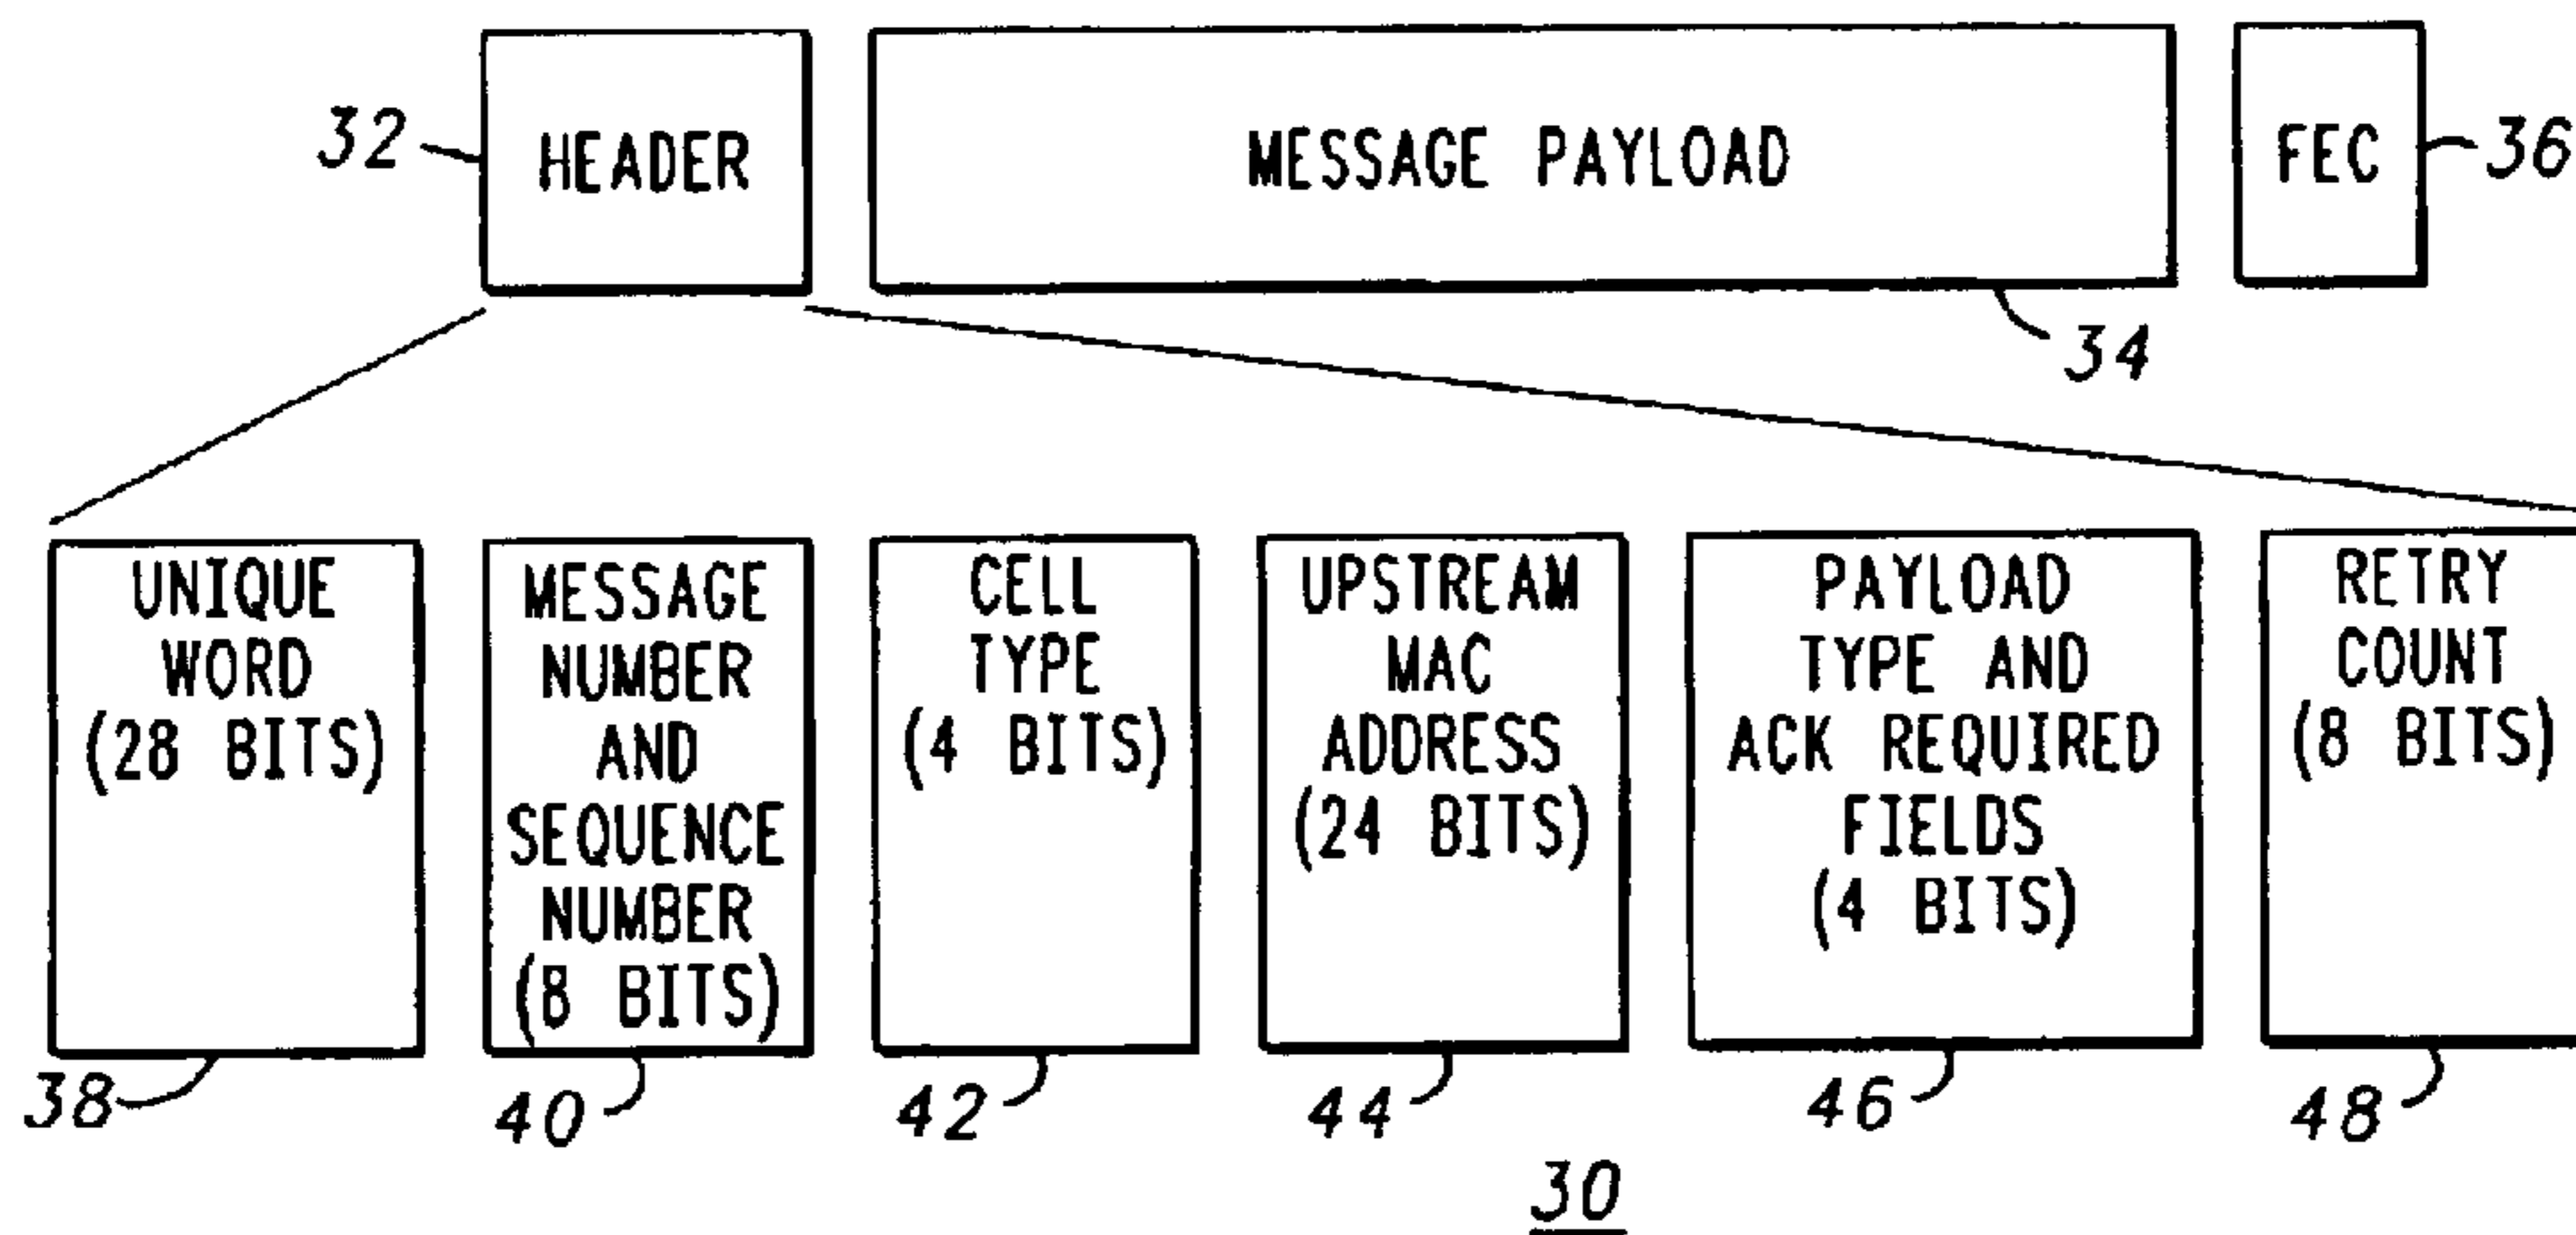 32
HEADER
MESSAGE PAYLOAD
FEC
36
34
UNIQUE
WORD
(28 BITS)
MESSAGE
NUMBER
AND
SEQUENCE
NUMBER
(8 BITS)
CELL
TYPE
(4 BITS)
UPSTREAM
MAC
ADDRESS
(24 BITS)
PAYLOAD
TYPE AND
ACK REQUIRED
FIELDS
(4 BITS)
RETRY
COUNT
(8 BITS)
38
40
42
44
46
48
30